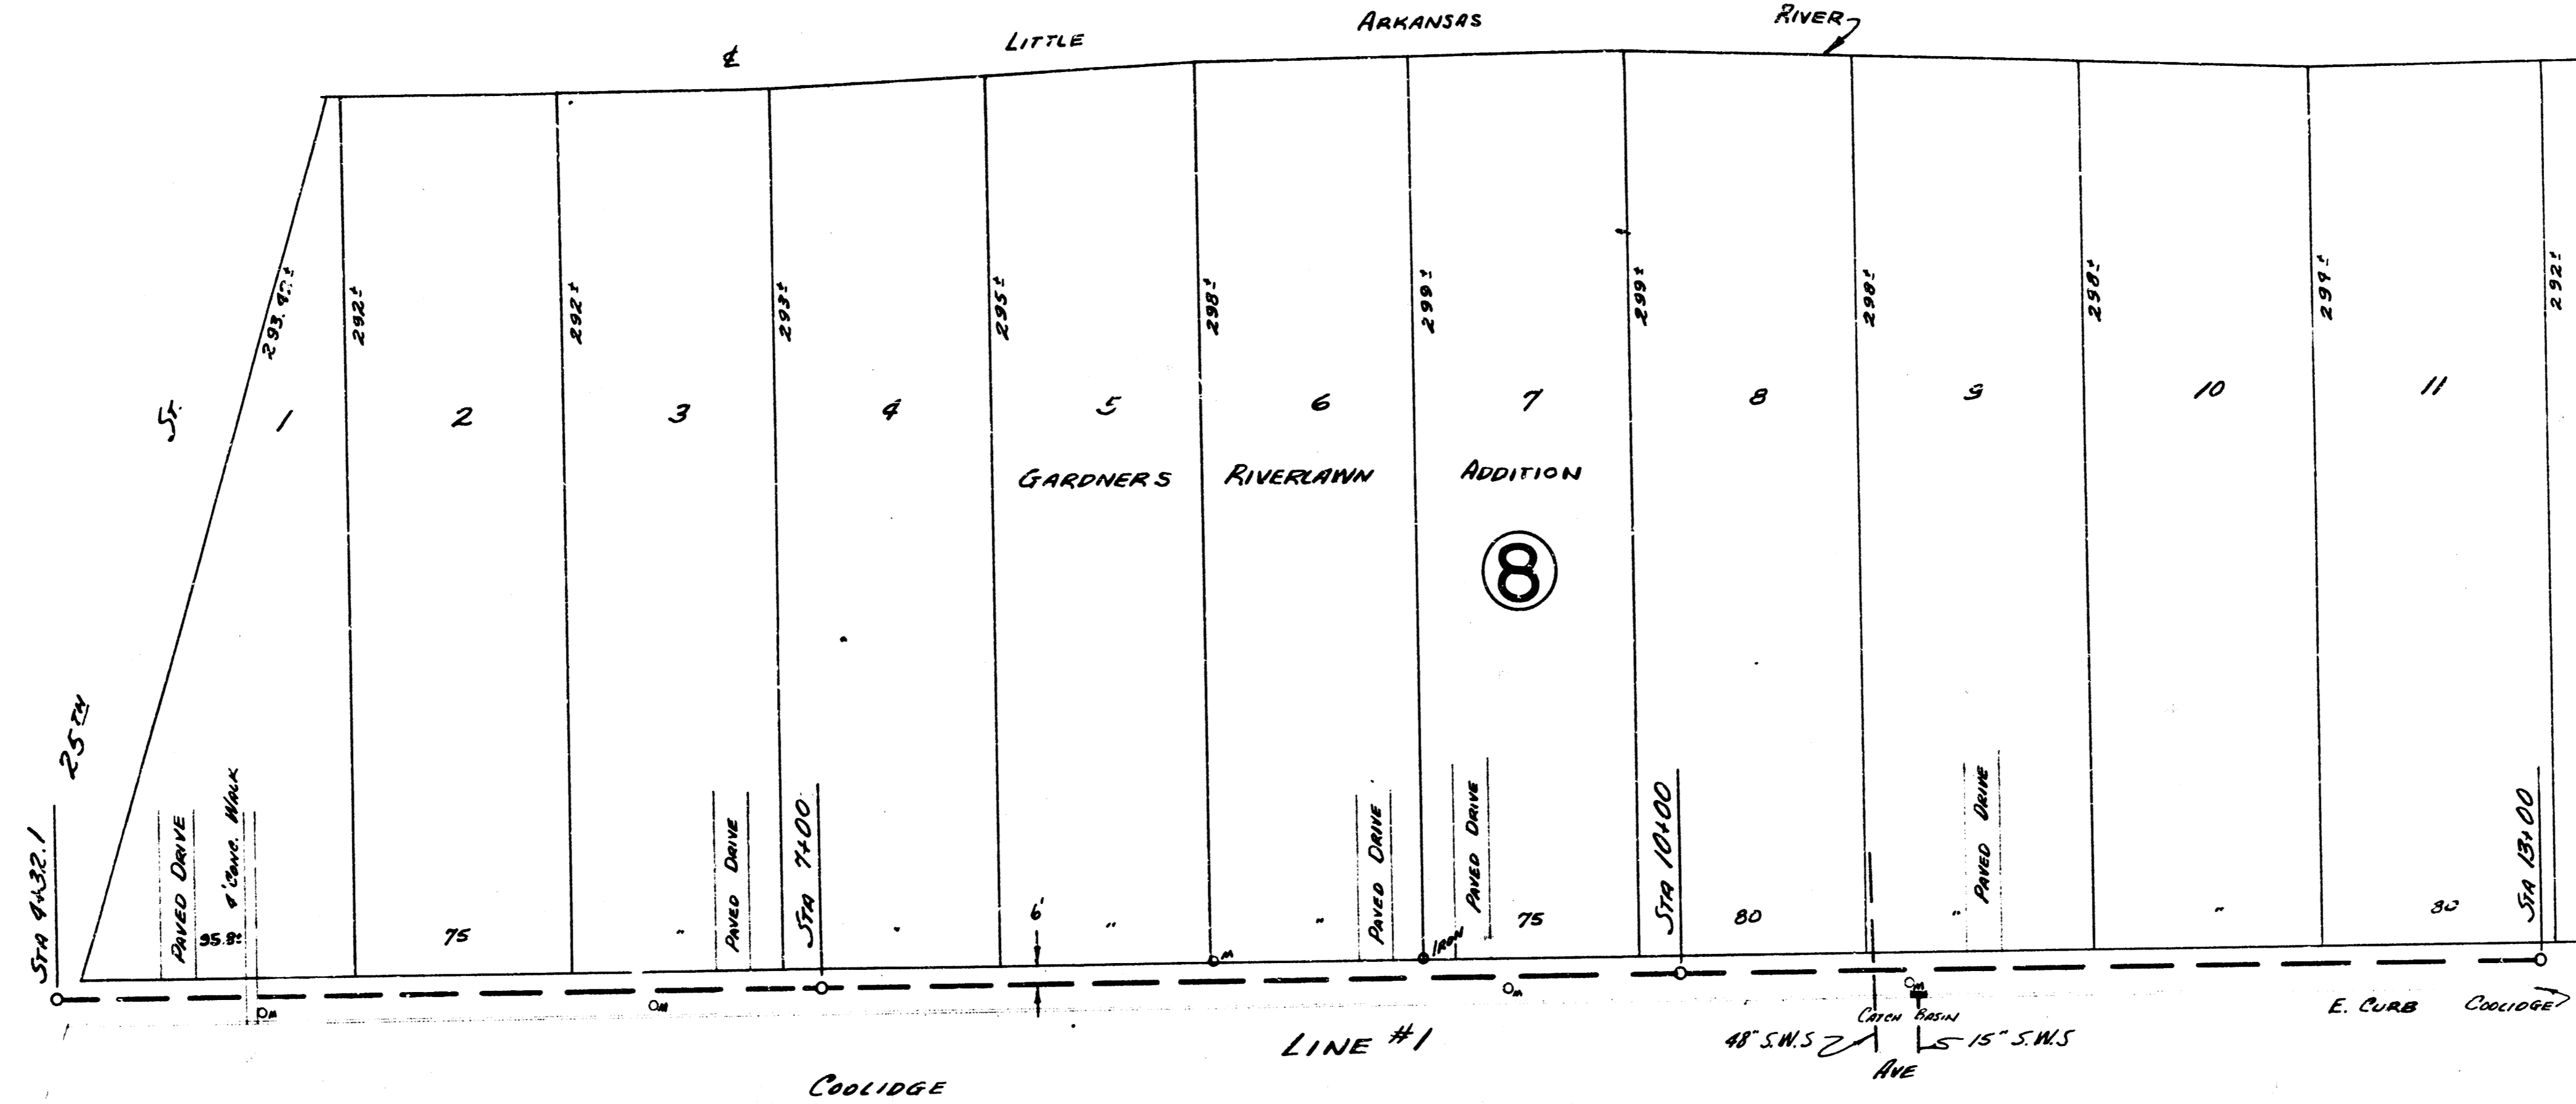 ℄ LITTLE ARKANSAS RIVER
293.92±
292±
292±
293±
295±
298±
299±
299±
298±
298±
292±
ST.
1 2 3 4 5 6 7 8 9 10 11
GARDNERS RIVERLAWN ADDITION
8
25TH
STA 4+32.1
PAVED DRIVE
4' CONC. WALK
PAVED DRIVE
STA 7+00
PAVED DRIVE
PAVED DRIVE
STA 10+00
PAVED DRIVE
STA 13+00
95.8±
75 " " 6' " " 75 80 " " 80
IRON
M
M
M
M
M
E. CURB COOLIDGE
CATCH BASIN
LINE #1
48" S.W.S
15" S.W.S
COOLIDGE AVE